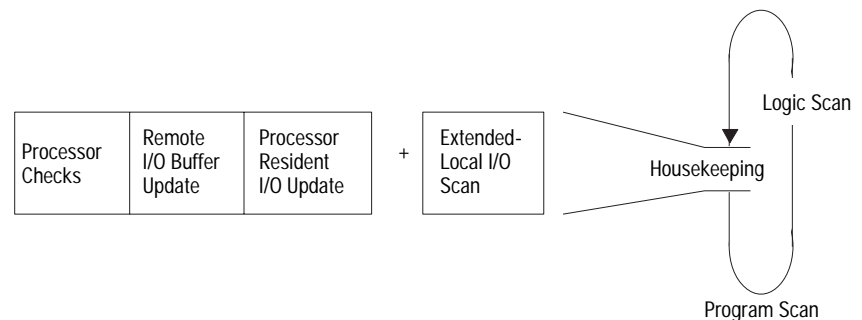 Processor
Checks
Remote
I/O Buffer
Update
Processor
Resident
I/O Update
+
Extended-
Local I/O
Scan
Housekeeping
Logic Scan
Program Scan